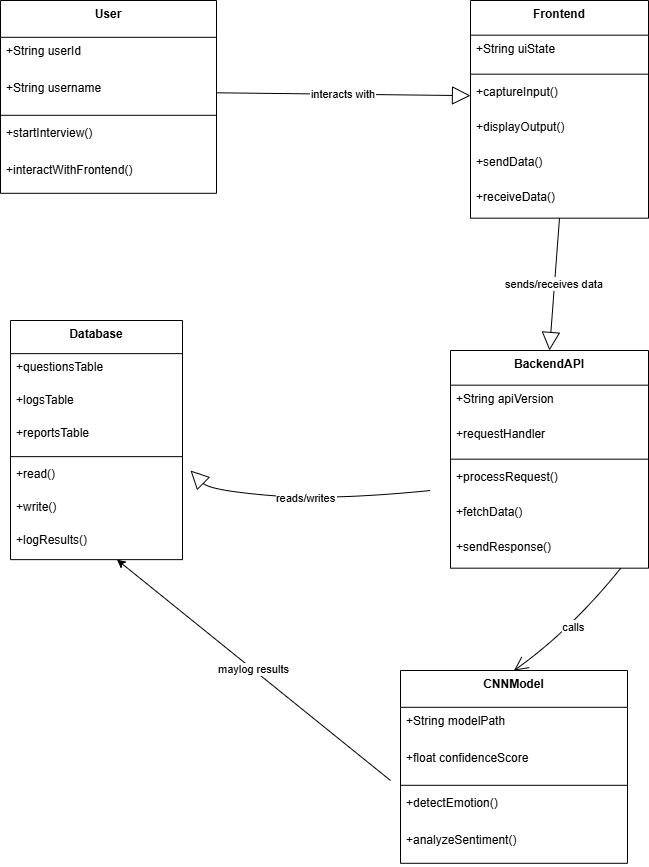 User
+String userId
+String username
+startInterview()
+interactWithFrontend()
interacts with
Frontend
+String uiState
+captureInput()
+displayOutput()
+sendData()
+receiveData()
sends/receives data
Database
+questionsTable
+logsTable
+reportsTable
+read()
+write()
+logResults()
reads/writes
BackendAPI
+String apiVersion
+requestHandler
+processRequest()
+fetchData()
+sendResponse()
calls
maylog results
CNNModel
+String modelPath
+float confidenceScore
+detectEmotion()
+analyzeSentiment()